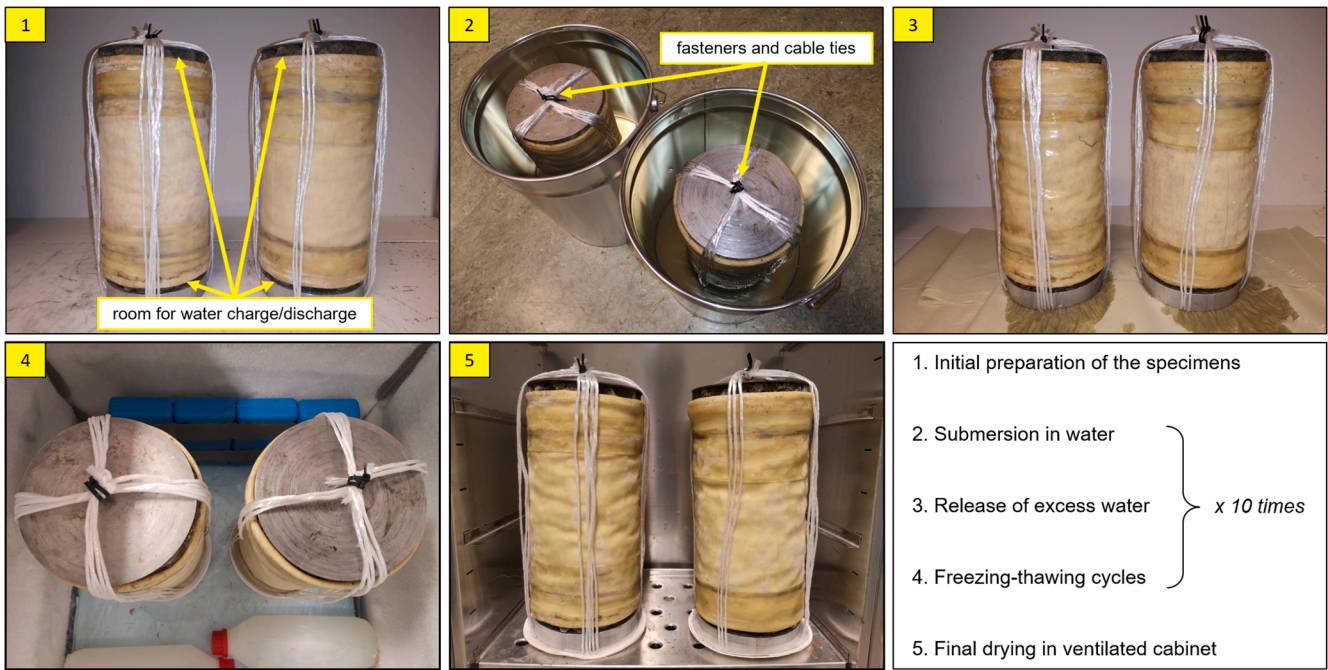 1
2
fasteners and cable ties
3
room for water charge/discharge
4
5
1. Initial preparation of the specimens
2. Submersion in water
3. Release of excess water
x 10 times
4. Freezing-thawing cycles
5. Final drying in ventilated cabinet